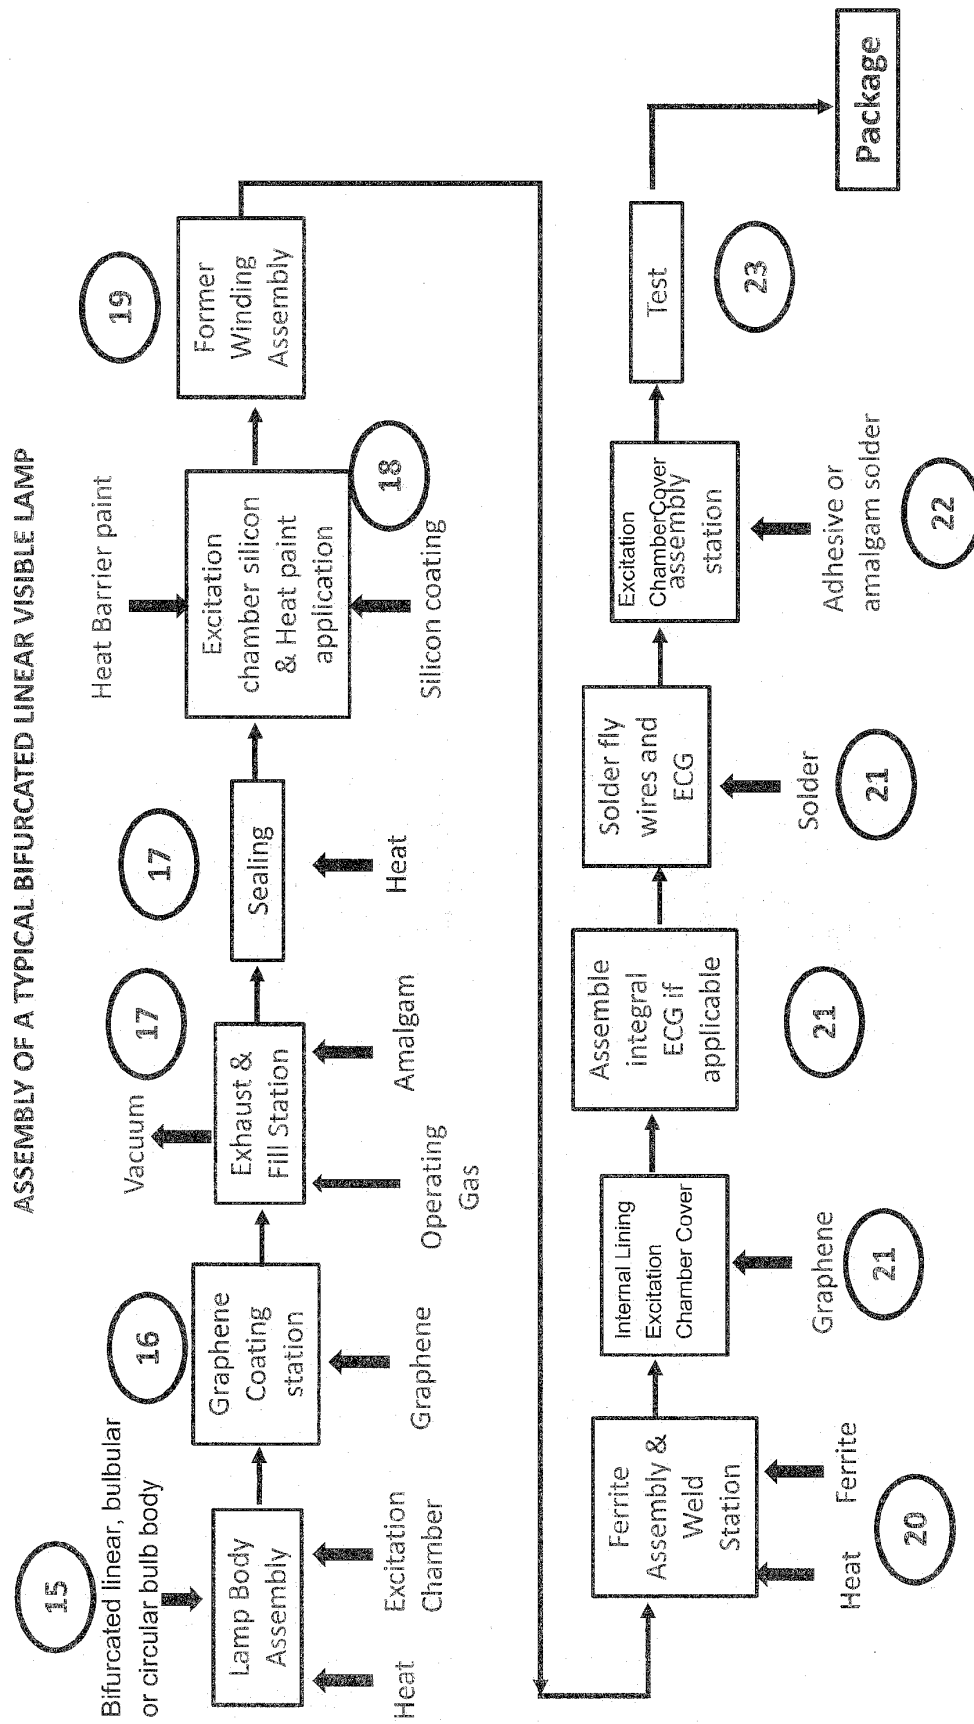 ASSEMBLY OF A TYPICAL BIFURCATED LINEAR VISIBLE LAMP
15
Bifurcated linear, bulbular
or circular bulb body
Lamp Body
Assembly
Heat
Excitation
Chamber
16
Graphene
Coating
station
Graphene
17
Vacuum
Exhaust &
Fill Station
Operating
Gas
Amalgam
17
Sealing
Heat
Heat Barrier paint
Excitation
chamber silicon
& Heat paint
application
18
Silicon coating
19
Former
Winding
Assembly
Ferrite
Assembly &
Weld
Station
Heat
Ferrite
20
Internal Lining
Excitation
Chamber Cover
Graphene
21
Assemble
integral
ECG if
applicable
21
Solder fly
wires and
ECG
Solder
21
Excitation
ChamberCover
assembly
station
Adhesive or
amalgam solder
22
Test
23
Package